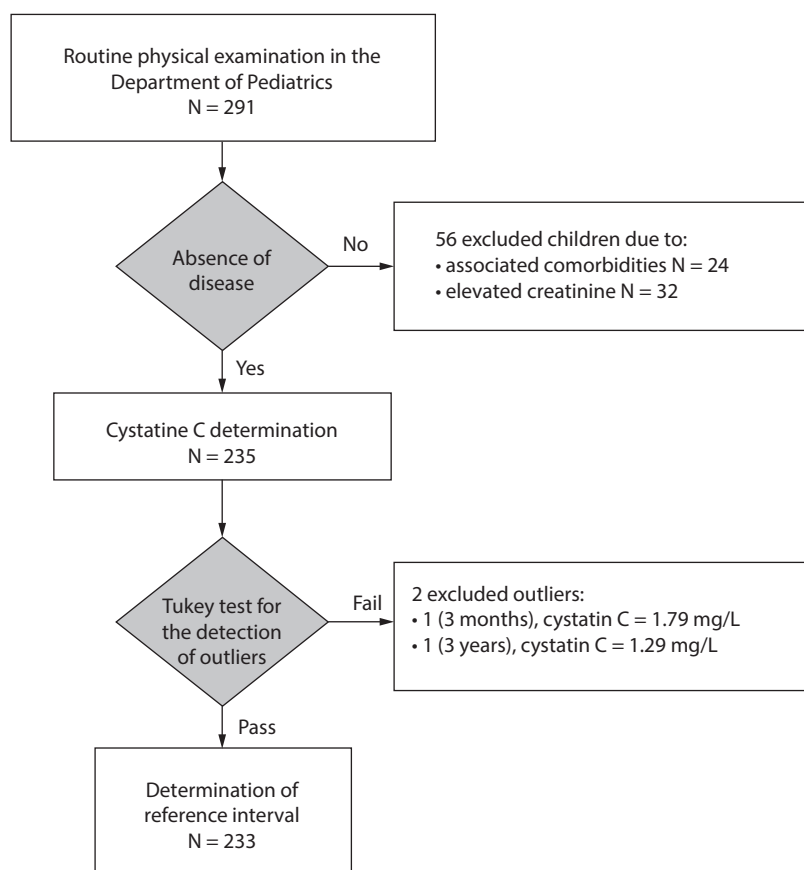 Routine physical examination in the
Department of Pediatrics
N = 291
Absence of
disease
No
56 excluded children due to:
• associated comorbidities N = 24
• elevated creatinine N = 32
Yes
Cystatine C determination
N = 235
Tukey test for
the detection
of outliers
Fail
2 excluded outliers:
• 1 (3 months), cystatin C = 1.79 mg/L
• 1 (3 years), cystatin C = 1.29 mg/L
Pass
Determination of
reference interval
N = 233